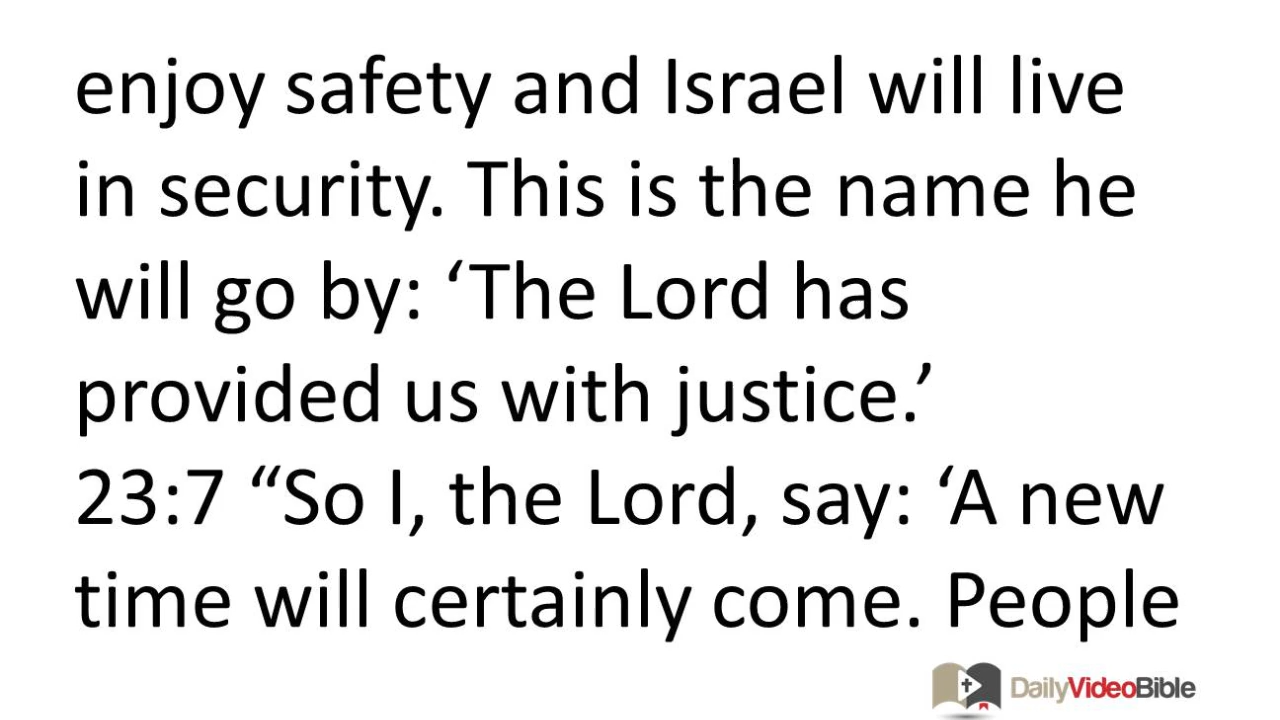 enjoy safety and Israel will live
in security. This is the name he
will go by: ‘The Lord has
provided us with justice.’
23:7 “So I, the Lord, say: ‘A new
time will certainly come. People
DailyVideoBible